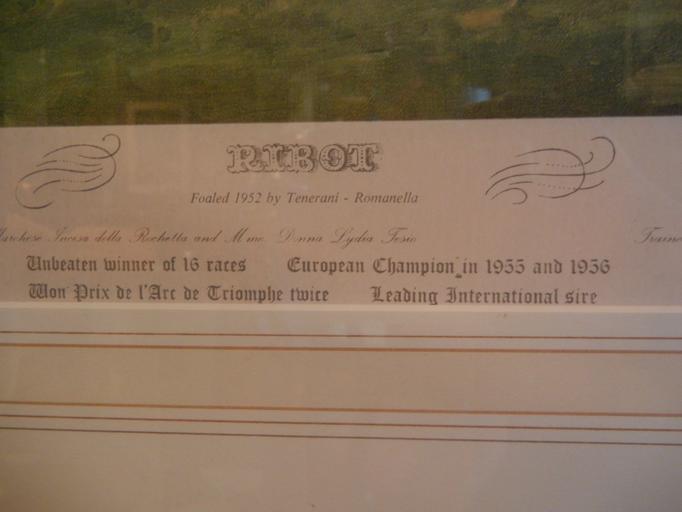 RIBOT
Foaled 1952 by Tenerani - Romanella
Marchese Incisa della Rochetta and Mme. Donna Lydia Tesio
Unbeaten winner of 16 races European Champion in 1955 and 1956
Won Prix de l'Arc de Triomphe twice Leading International sire